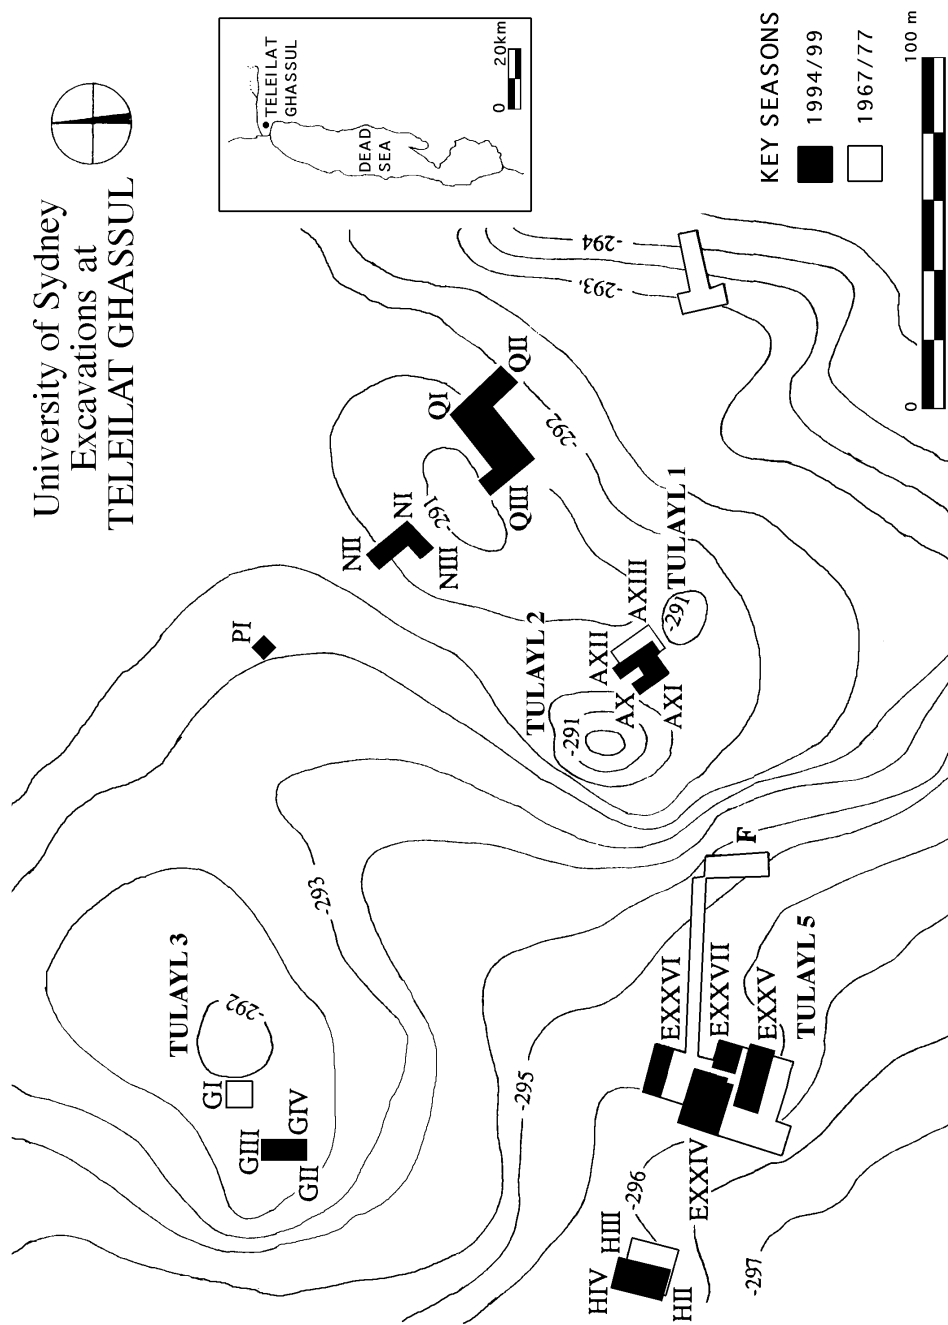 University of Sydney
Excavations at
TELEILAT GHASSUL
TELEILAT
GHASSUL
DEAD
SEA
0
20km
KEY SEASONS
1994/99
1967/77
0
100 m
TULAYL 3
-292
GI
GIII
GIV
GII
-293
PI
NII
NI
NIII
-291
QI
QII
QIII
-292
-293
-294
TULAYL 2
-291
AXII
AXIII
AX
AXI
TULAYL 1
-291
-295
-296
-297
HIV
HIII
HII
EXXVI
EXXVII
EXXV
EXXIV
TULAYL 5
F